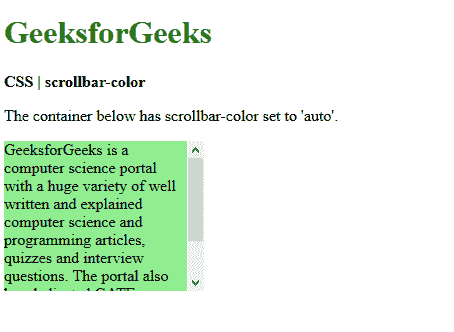 GeeksforGeeks
CSS | scrollbar-color
The container below has scrollbar-color set to 'auto'.
GeeksforGeeks is a
computer science portal
with a huge variety of well
written and explained
computer science and
programming articles,
quizzes and interview
questions. The portal also